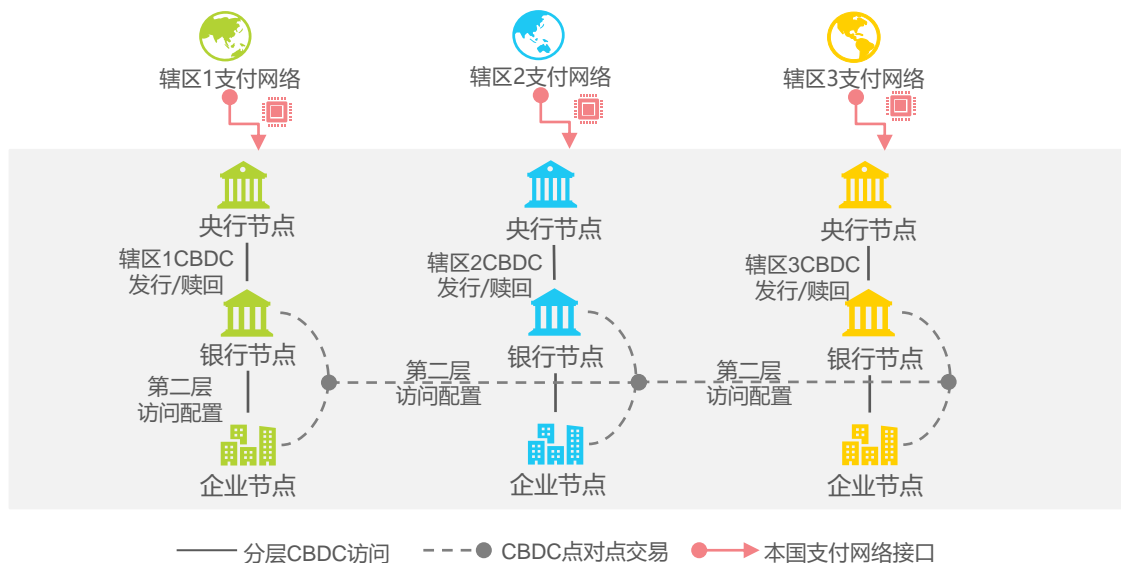 辖区1支付网络
辖区2支付网络
辖区3支付网络
央行节点
央行节点
央行节点
辖区1CBDC
发行/赎回
辖区2CBDC
发行/赎回
辖区3CBDC
发行/赎回
银行节点
银行节点
银行节点
第二层
访问配置
第二层
访问配置
第二层
访问配置
企业节点
企业节点
企业节点
分层CBDC访问
CBDC点对点交易
本国支付网络接口